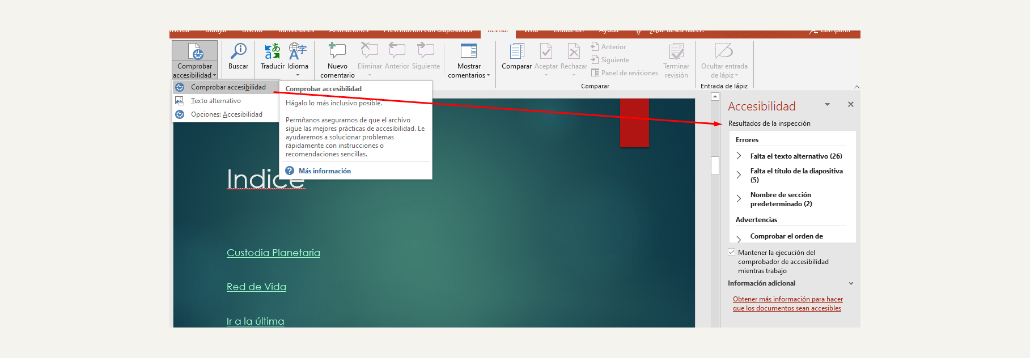 Comprobar accesibilidad
Buscar
Traducir Idioma
Nuevo comentario
Eliminar Anterior Siguiente
Mostrar comentarios
Comparar Aceptar Rechazar
Anterior
Siguiente
Panel de revisiones
Terminar revisión
Ocultar entrada de lápiz
Comparar
Entrada de lápiz
Comprobar accesibilidad
Texto alternativo
Opciones: Accesibilidad
Comprobar accesibilidad
Hágalo lo más inclusivo posible.
Permítanos asegurarnos de que el archivo
sigue las mejores prácticas de accesibilidad. Le
ayudaremos a solucionar problemas
rápidamente con instrucciones o
recomendaciones sencillas.
Más información
Indice
Custodia Planetaria
Red de Vida
Ir a la última
Accesibilidad
Resultados de la inspección
Errores
Falta el texto alternativo (26)
Falta el título de la diapositiva
(5)
Nombre de sección
predeterminado (2)
Advertencias
Comprobar el orden de
Mantener la ejecución del
comprobador de accesibilidad
mientras trabajo
Información adicional
Obtener más información para hacer
que los documentos sean accesibles